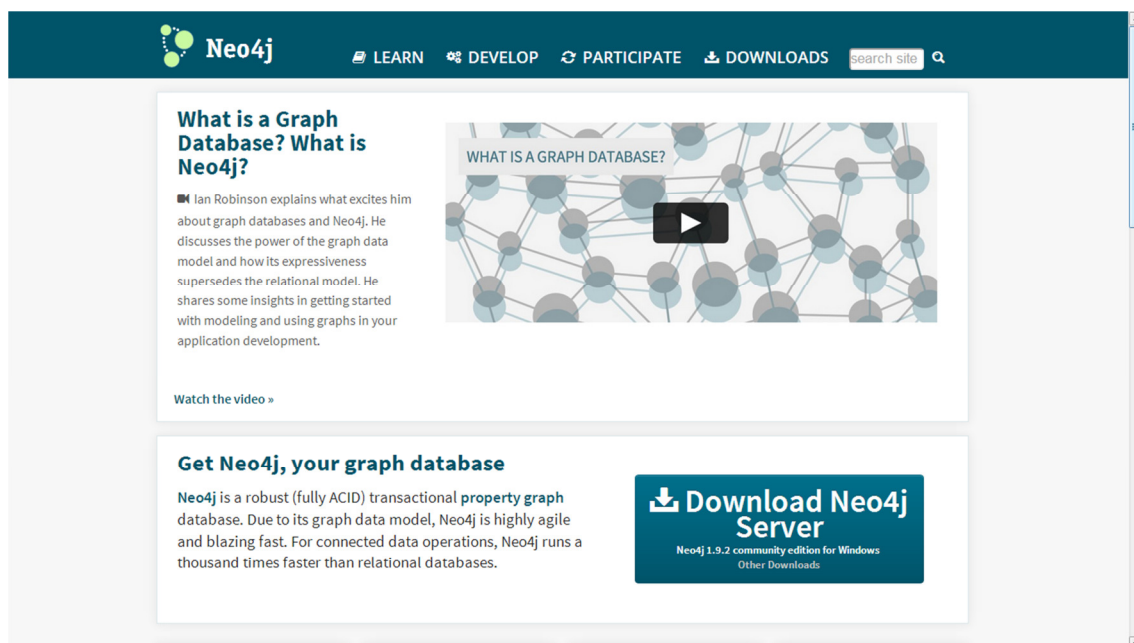 Neo4j
LEARN DEVELOP PARTICIPATE DOWNLOADS search site
What is a Graph
Database? What is
Neo4j?
Ian Robinson explains what excites him
about graph databases and Neo4j. He
discusses the power of the graph data
model and how its expressiveness
supersedes the relational model. He
shares some insights in getting started
with modeling and using graphs in your
application development.
Watch the video »
WHAT IS A GRAPH DATABASE?
Get Neo4j, your graph database
Neo4j is a robust (fully ACID) transactional property graph
database. Due to its graph data model, Neo4j is highly agile
and blazing fast. For connected data operations, Neo4j runs a
thousand times faster than relational databases.
Download Neo4j
Server
Neo4j 1.9.2 community edition for Windows
Other Downloads